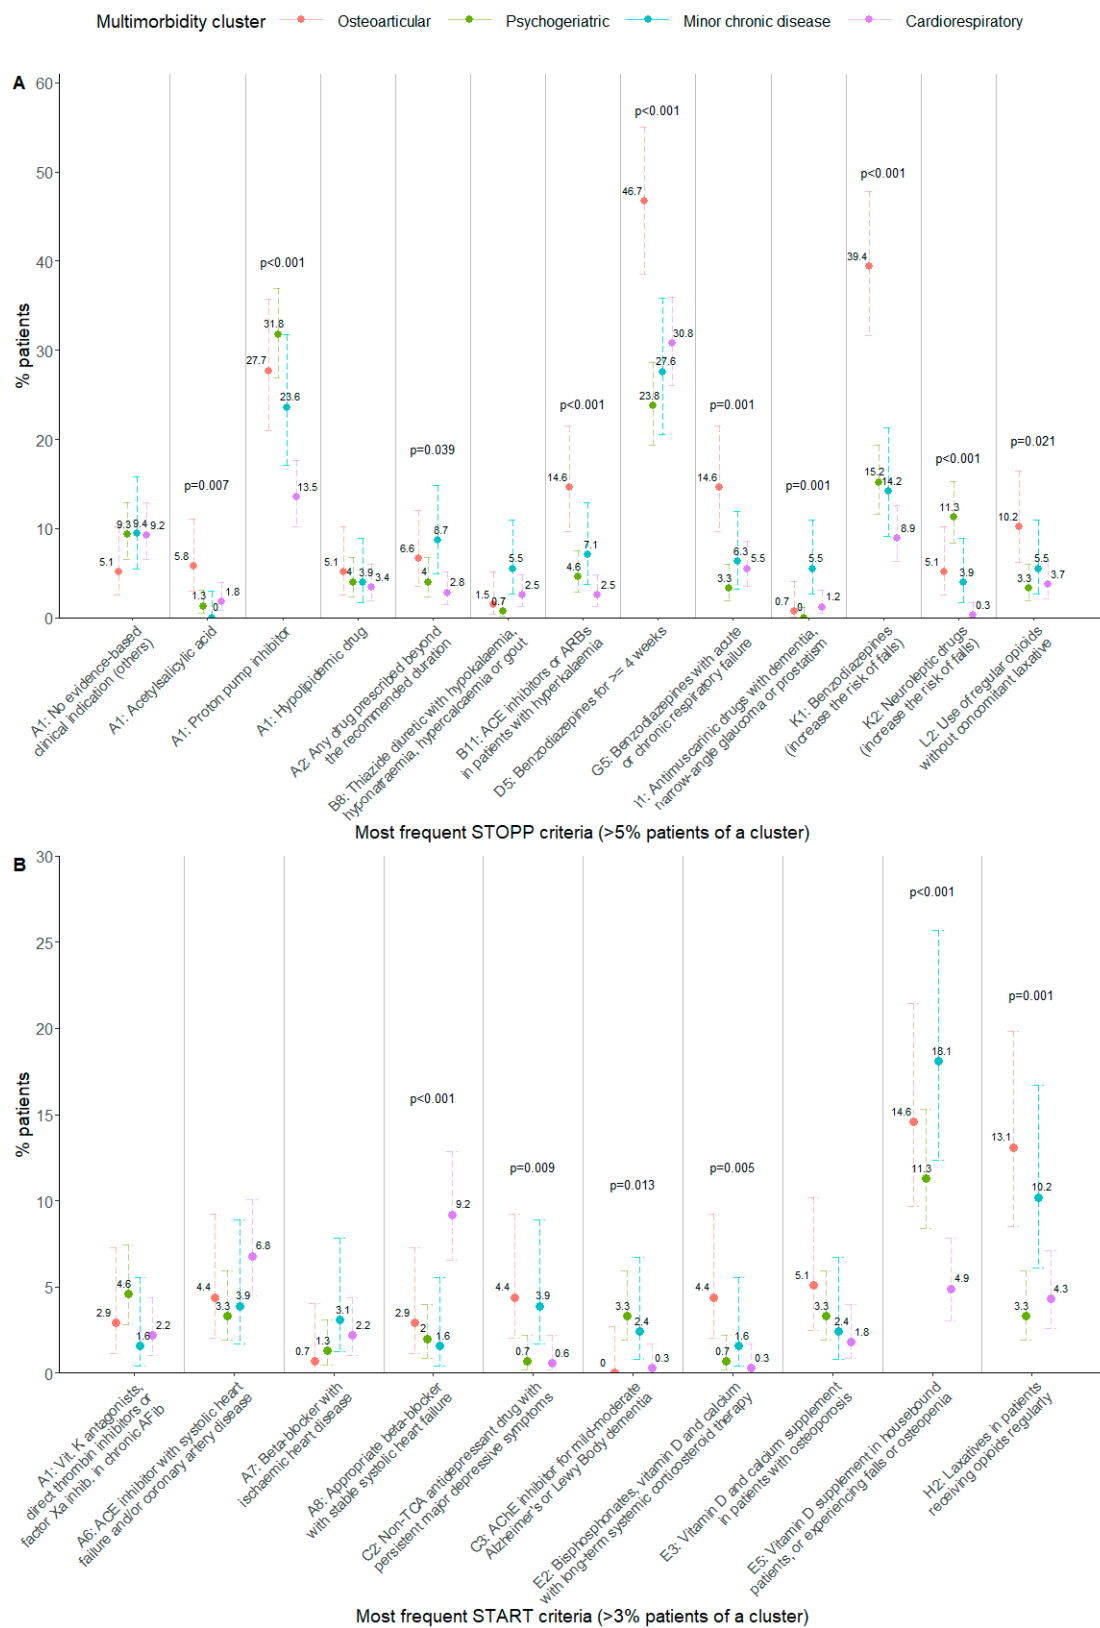 Multimorbidity cluster
Osteoarticular
Psychogeriatric
Minor chronic disease
Cardiorespiratory
A
60
50
40
30
20
10
0
% patients
5.1
9.3
9.4
9.2
p=0.007
5.8
1.3
0
1.8
p<0.001
27.7
31.8
23.6
13.5
5.1
4
3.9
3.4
p=0.039
6.6
4
8.7
2.8
1.5
0.7
5.5
2.5
p<0.001
14.6
4.6
7.1
2.5
p<0.001
46.7
23.8
27.6
30.8
p=0.001
14.6
3.3
6.3
5.5
p=0.001
0.7
0
5.5
1.2
p<0.001
39.4
15.2
14.2
8.9
p<0.001
5.1
11.3
3.9
0.3
p=0.021
10.2
3.3
5.5
3.7
A1: No evidence-based
clinical indication (others)
A1: Acetylsalicylic acid
A1: Proton pump inhibitor
A1: Hypolipidemic drug
A2: Any drug prescribed beyond
the recommended duration
B8: Thiazide diuretic with hypokalaemia,
hyponatraemia, hypercalcaemia or gout
B11: ACE inhibitors or ARBs
in patients with hyperkalaemia
D5: Benzodiazepines for >= 4 weeks
G5: Benzodiazepines with acute
or chronic respiratory failure
I1: Antimuscarinic drugs with dementia,
narrow-angle glaucoma or prostatism
K1: Benzodiazepines
(increase the risk of falls)
K2: Neuroleptic drugs
(increase the risk of falls)
L2: Use of regular opioids
without concomitant laxative
Most frequent STOPP criteria (>5% patients of a cluster)
B
30
25
20
15
10
5
0
% patients
2.9
4.6
1.6
2.2
4.4
3.3
3.9
6.8
0.7
1.3
3.1
2.2
p<0.001
2.9
2
1.6
9.2
p=0.009
4.4
0.7
3.9
0.6
p=0.013
0
3.3
2.4
0.3
p=0.005
4.4
0.7
1.6
0.3
5.1
3.3
2.4
1.8
p<0.001
14.6
11.3
18.1
4.9
p=0.001
13.1
3.3
10.2
4.3
A1: Vit. K antagonists,
direct thrombin inhibitors or
factor Xa inhib. in chronic AFib
A6: ACE inhibitor with systolic heart
failure and/or coronary artery disease
A7: Beta-blocker with
ischaemic heart disease
A8: Appropriate beta-blocker
with stable systolic heart failure
C2: Non-TCA antidepressant drug with
persistent major depressive symptoms
C3: AChE inhibitor for mild-moderate
Alzheimer's or Lewy Body dementia
E2: Bisphosphonates, vitamin D and calcium
with long-term systemic corticosteroid therapy
E3: Vitamin D and calcium supplement
in patients with osteoporosis
E5: Vitamin D supplement in housebound
patients, or experiencing falls or osteopenia
H2: Laxatives in patients
receiving opioids regularly
Most frequent START criteria (>3% patients of a cluster)